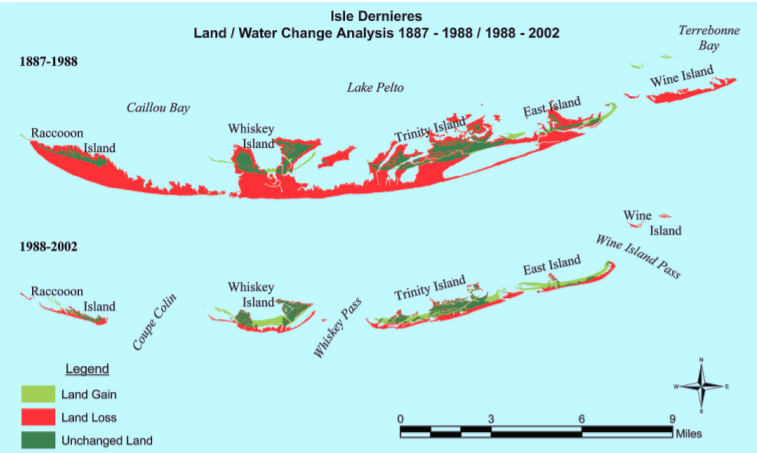 Isle Dernieres
Land / Water Change Analysis 1887 - 1988 / 1988 - 2002
Terrebonne
Bay
1887-1988
Wine Island
Lake Pelto
Caillou Bay
East Island
Whiskey
Island
Trinity Island
Raccooon
Island
Wine
Island
1988-2002
Wine Island Pass
East Island
Trinity Island
Whiskey
Island
Raccooon
Island
Coupe Colin
Whiskey Pass
Legend
Land Gain
Land Loss
Unchanged Land
N
W
E
S
0 3 6 9
Miles